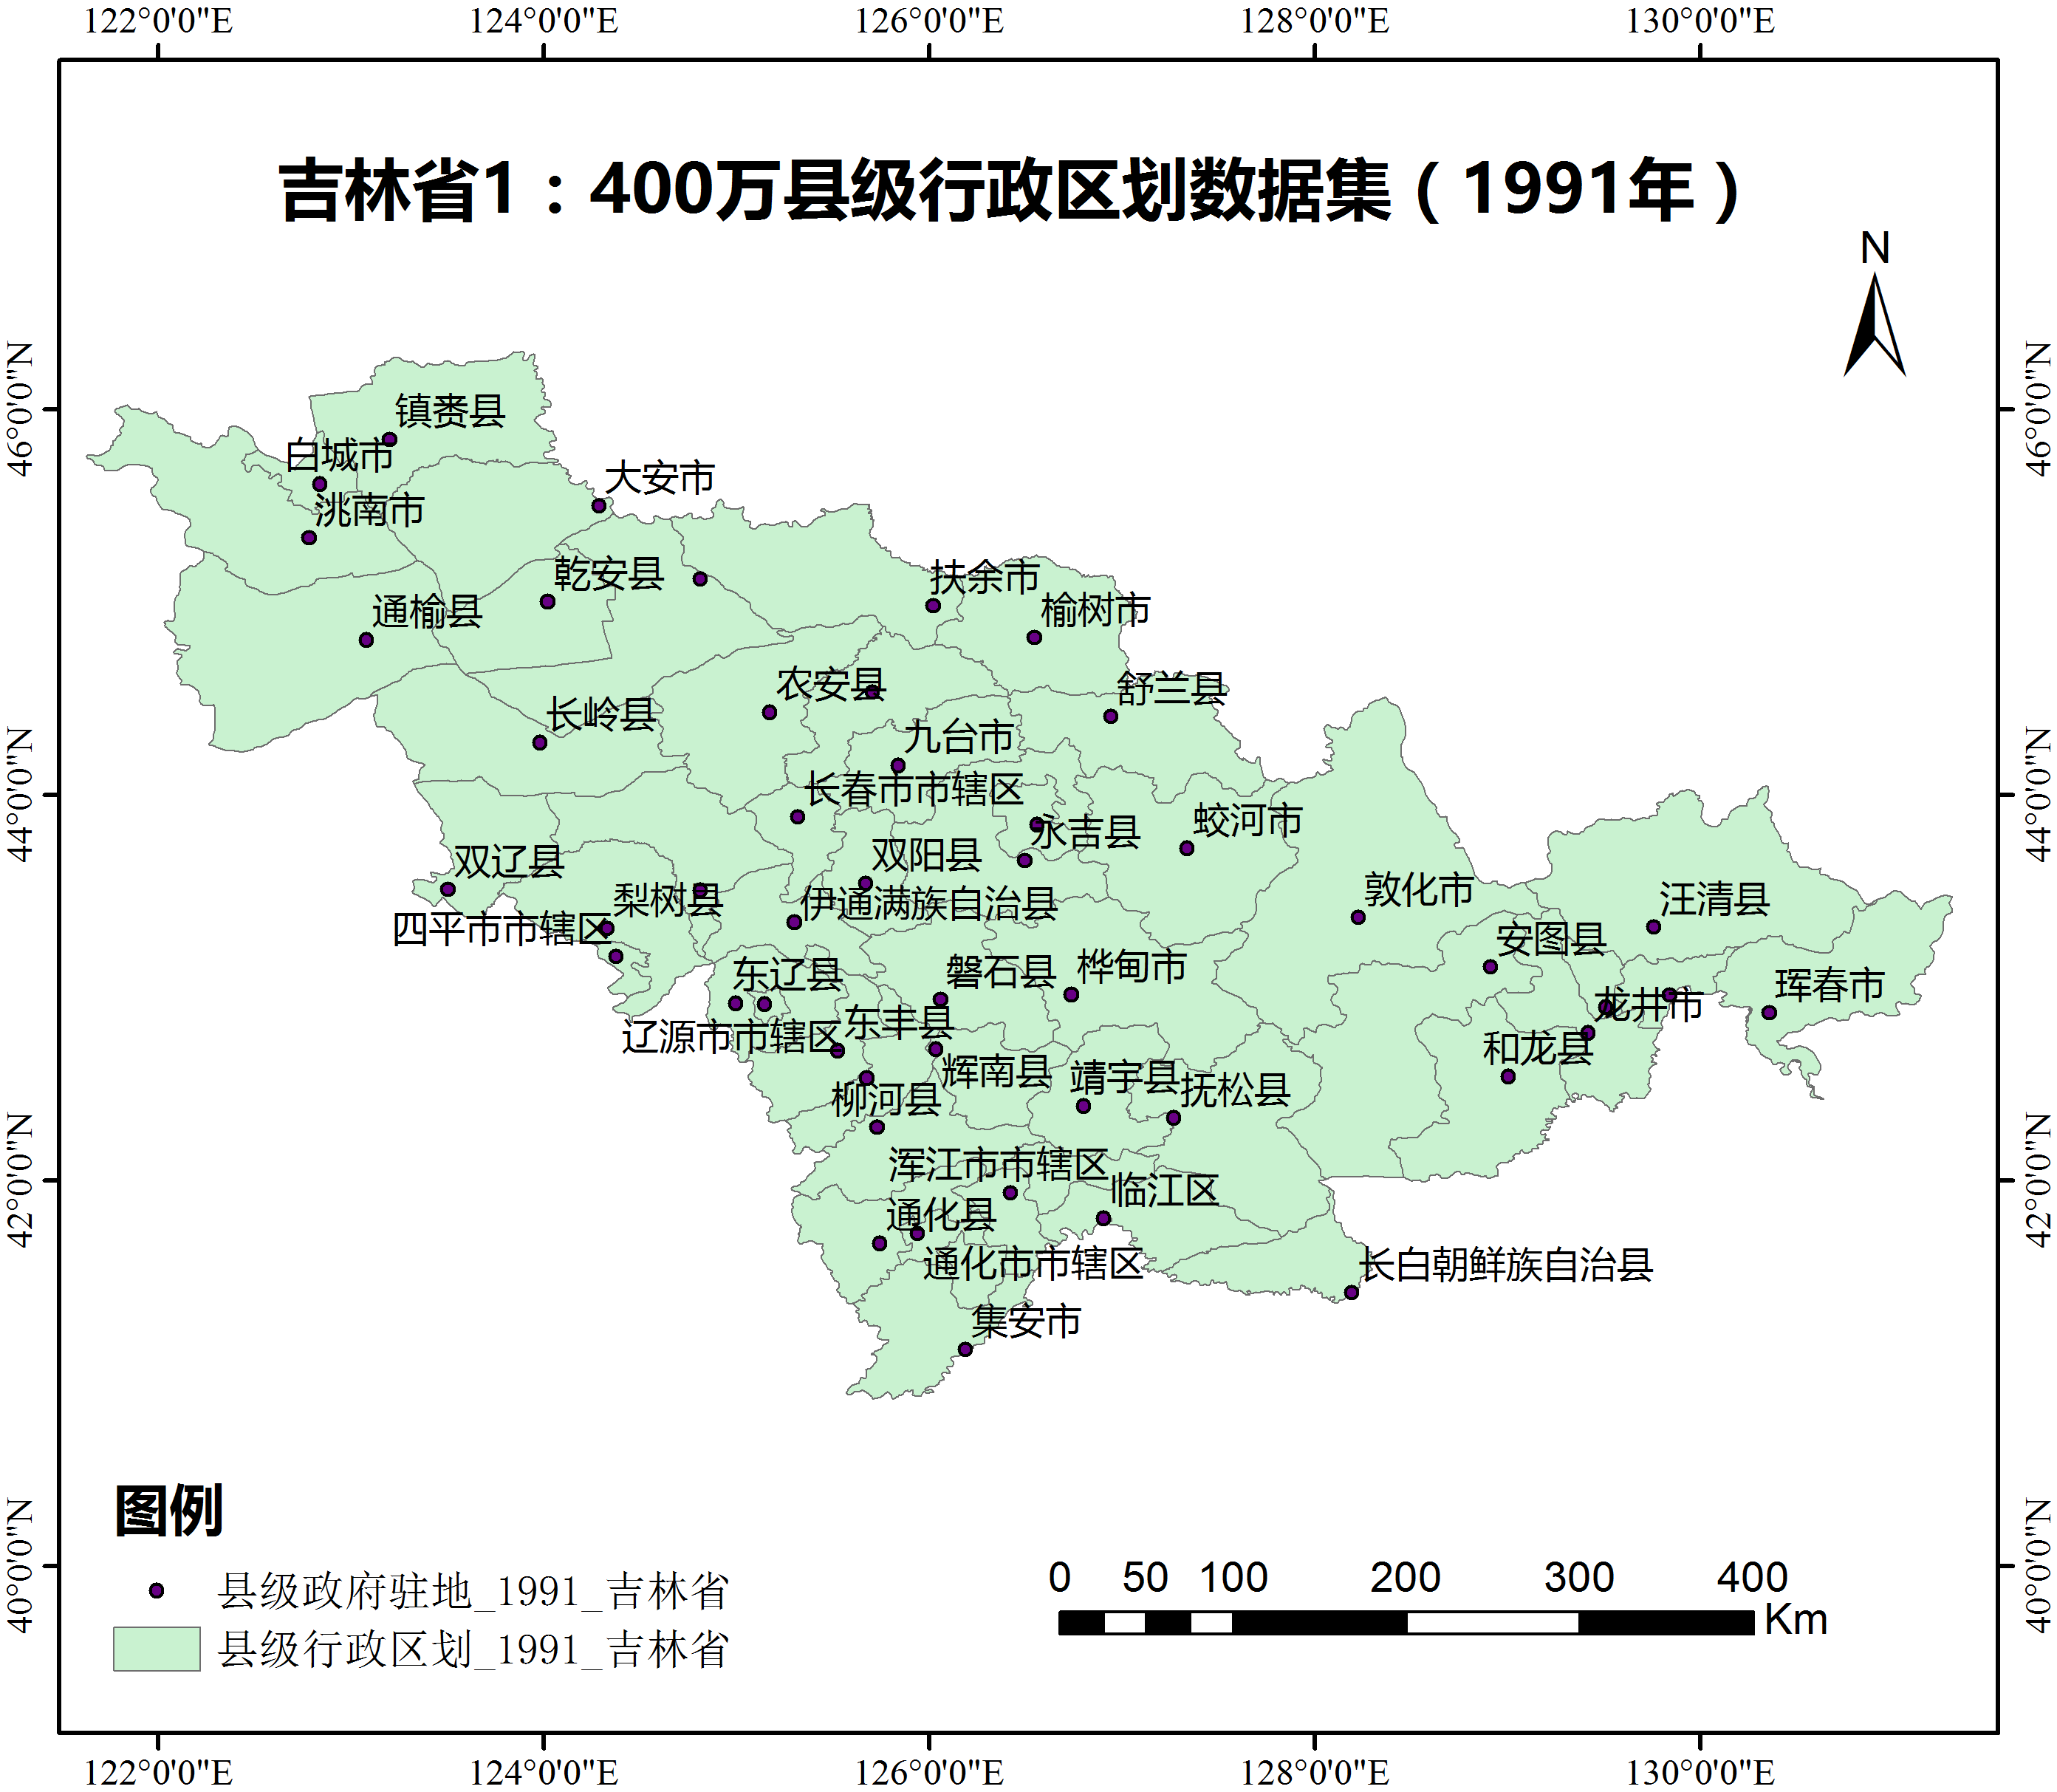 122°0'0"E 124°0'0"E 126°0'0"E 128°0'0"E 130°0'0"E
吉林省1：400万县级行政区划数据集（1991年）
N
46°0'0"N
46°0'0"N
镇赉县
白城市
大安市
洮南市
乾安县
扶余市
通榆县
榆树市
农安县
舒兰县
长岭县
九台市
44°0'0"N
44°0'0"N
长春市市辖区
蛟河市
永吉县
双阳县
双辽县
敦化市
梨树县
伊通满族自治县
汪清县
四平市市辖区
安图县
东辽县
磐石县
桦甸市
珲春市
龙井市
东丰县
辽源市市辖区
和龙县
辉南县
靖宇县
抚松县
柳河县
浑江市市辖区
42°0'0"N
42°0'0"N
临江区
通化县
通化市市辖区
长白朝鲜族自治县
集安市
图例
40°0'0"N
40°0'0"N
县级政府驻地_1991_吉林省
县级行政区划_1991_吉林省
0 50 100 200 300 400
Km
122°0'0"E 124°0'0"E 126°0'0"E 128°0'0"E 130°0'0"E